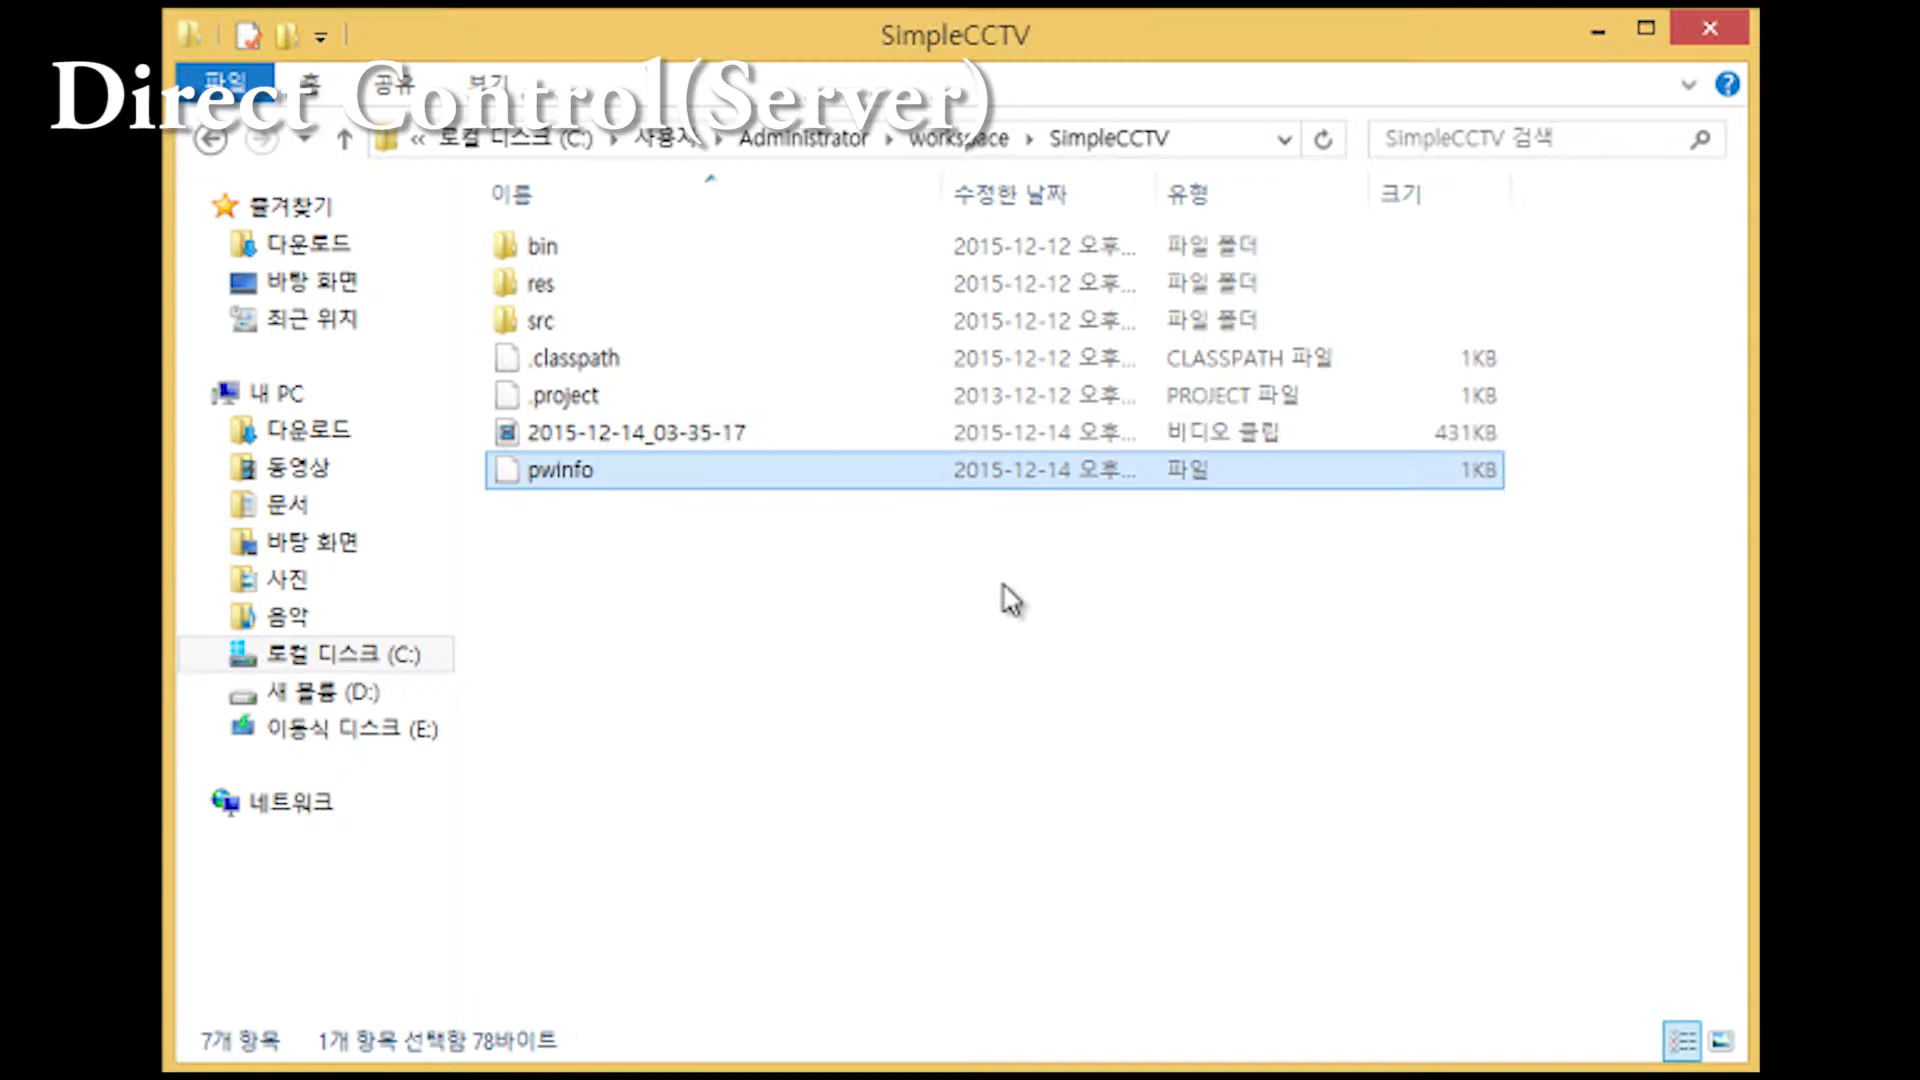 SimpleCCTV
Direct Control(Server)
파일 홈 공유 보기
« 로컬 디스크 (C:) 사용자 Administrator workspace SimpleCCTV
SimpleCCTV 검색
이름 수정한 날짜 유형 크기
즐겨찾기
다운로드
바탕 화면
최근 위치
내 PC
다운로드
동영상
문서
바탕 화면
사진
음악
로컬 디스크 (C:)
새 볼륨 (D:)
이동식 디스크 (E:)
네트워크
bin 2015-12-12 오후... 파일 폴더
res 2015-12-12 오후... 파일 폴더
src 2015-12-12 오후... 파일 폴더
.classpath 2015-12-12 오후... CLASSPATH 파일 1KB
.project 2013-12-12 오후... PROJECT 파일 1KB
2015-12-14_03-35-17 2015-12-14 오후... 비디오 클립 431KB
pwinfo 2015-12-14 오후... 파일 1KB
7개 항목 1개 항목 선택함 78바이트